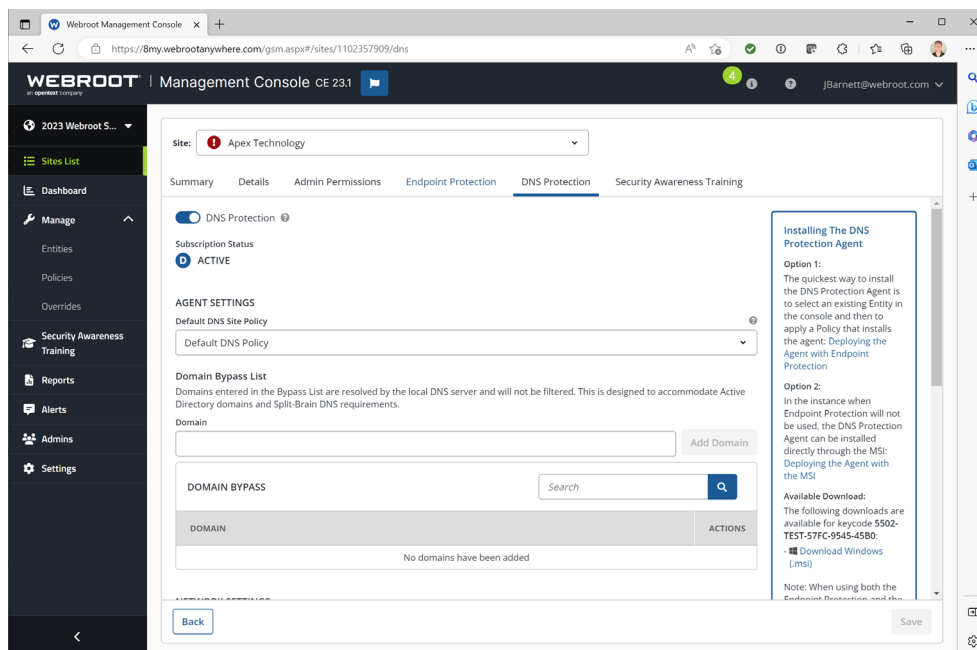 Webroot Management Console
https://8my.webrootanywhere.com/gsm.aspx#/sites/1102357909/dns
WEBROOT
an opentext company
Management Console CE 23.1
4
JBarnett@webroot.com
2023 Webroot S...
Sites List
Dashboard
Manage
Entities
Policies
Overrides
Security Awareness
Training
Reports
Alerts
Admins
Settings
Site:
Apex Technology
Summary
Details
Admin Permissions
Endpoint Protection
DNS Protection
Security Awareness Training
DNS Protection
Subscription Status
D ACTIVE
AGENT SETTINGS
Default DNS Site Policy
Default DNS Policy
Domain Bypass List
Domains entered in the Bypass List are resolved by the local DNS server and will not be filtered. This is designed to accommodate Active
Directory domains and Split-Brain DNS requirements.
Domain
Add Domain
DOMAIN BYPASS
Search
DOMAIN
ACTIONS
No domains have been added
Back
Save
Installing The DNS
Protection Agent
Option 1:
The quickest way to install
the DNS Protection Agent is
to select an existing Entity in
the console and then to
apply a Policy that installs
the agent: Deploying the
Agent with Endpoint
Protection
Option 2:
In the instance when
Endpoint Protection will not
be used, the DNS Protection
Agent can be installed
directly through the MSI:
Deploying the Agent with
the MSI
Available Download:
The following downloads are
available for keycode 5502-
TEST-57FC-9545-45B0:
- Download Windows
(.msi)
Note: When using both the
Endpoint Protection and the